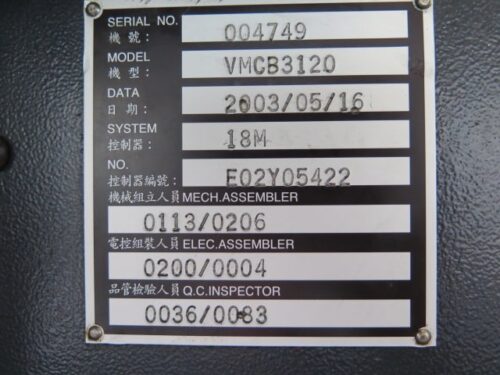 SERIAL NO.
機 號: 004749
MODEL
機 型: VMCB3120
DATA
日 期: 2003/05/16
SYSTEM
控制器: 18M
NO.
控制器編號: E02Y05422
機械組立人員 MECH.ASSEMBLER
0113/0206
電控組裝人員 ELEC.ASSEMBLER
0200/0004
品管檢驗人員 Q.C.INSPECTOR
0036/0083